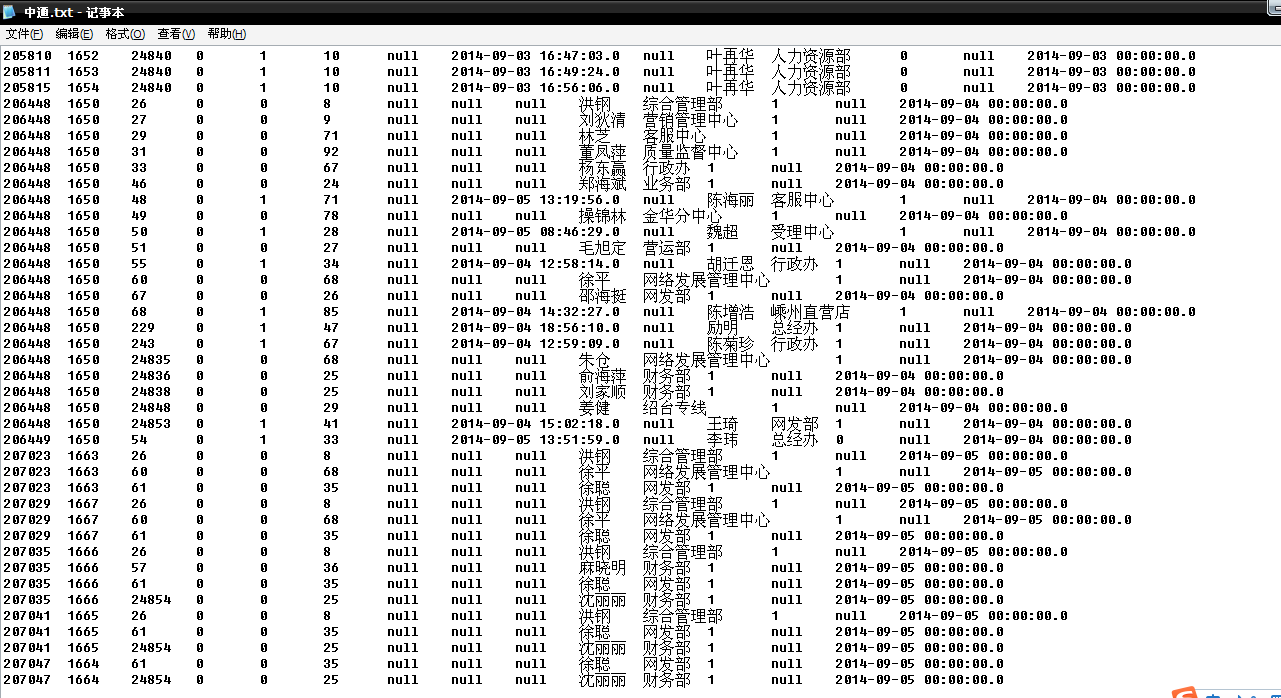 中通.txt - 记事本
文件(F) 编辑(E) 格式(O) 查看(V) 帮助(H)
205810 1652 24840 0 1 10 null 2014-09-03 16:47:03.0 null 叶再华 人力资源部 0 null 2014-09-03 00:00:00.0
205811 1653 24840 0 1 10 null 2014-09-03 16:49:24.0 null 叶再华 人力资源部 0 null 2014-09-03 00:00:00.0
205815 1654 24840 0 1 10 null 2014-09-03 16:56:06.0 null 叶再华 人力资源部 0 null 2014-09-03 00:00:00.0
206448 1650 26 0 0 8 null null null 洪钢 综合管理部 1 null 2014-09-04 00:00:00.0
206448 1650 27 0 0 9 null null null 刘狄清 营销管理中心 1 null 2014-09-04 00:00:00.0
206448 1650 29 0 0 71 null null null 林芝 客服中心 1 null 2014-09-04 00:00:00.0
206448 1650 31 0 0 92 null null null 董凤萍 质量监督中心 1 null 2014-09-04 00:00:00.0
206448 1650 33 0 0 67 null null null 杨东赢 行政办 1 null 2014-09-04 00:00:00.0
206448 1650 46 0 0 24 null null null 郑海斌 业务部 1 null 2014-09-04 00:00:00.0
206448 1650 48 0 1 71 null 2014-09-05 13:19:56.0 null 陈海丽 客服中心 1 null 2014-09-04 00:00:00.0
206448 1650 49 0 0 78 null null null 操锦林 金华分中心 1 null 2014-09-04 00:00:00.0
206448 1650 50 0 1 28 null 2014-09-05 08:46:29.0 null 魏超 受理中心 1 null 2014-09-04 00:00:00.0
206448 1650 51 0 0 27 null null null 毛旭定 营运部 1 null 2014-09-04 00:00:00.0
206448 1650 55 0 1 34 null 2014-09-04 12:58:14.0 null 胡迁恩 行政办 1 null 2014-09-04 00:00:00.0
206448 1650 60 0 0 68 null null null 徐平 网络发展管理中心 1 null 2014-09-04 00:00:00.0
206448 1650 67 0 0 26 null null null 邵海挺 网发部 1 null 2014-09-04 00:00:00.0
206448 1650 68 0 1 85 null 2014-09-04 14:32:27.0 null 陈增浩 嵊州直营店 1 null 2014-09-04 00:00:00.0
206448 1650 229 0 1 47 null 2014-09-04 18:56:10.0 null 励明 总经办 1 null 2014-09-04 00:00:00.0
206448 1650 243 0 1 67 null 2014-09-04 12:59:09.0 null 陈菊珍 行政办 1 null 2014-09-04 00:00:00.0
206448 1650 24835 0 0 68 null null null 朱仓 网络发展管理中心 1 null 2014-09-04 00:00:00.0
206448 1650 24836 0 0 25 null null null 俞海萍 财务部 1 null 2014-09-04 00:00:00.0
206448 1650 24838 0 0 25 null null null 刘家顺 财务部 1 null 2014-09-04 00:00:00.0
206448 1650 24848 0 0 29 null null null 姜健 绍台专线 1 null 2014-09-04 00:00:00.0
206448 1650 24853 0 1 41 null 2014-09-04 15:02:18.0 null 王琦 网发部 1 null 2014-09-04 00:00:00.0
206449 1650 54 0 1 33 null 2014-09-05 13:51:59.0 null 李玮 总经办 0 null 2014-09-04 00:00:00.0
207023 1663 26 0 0 8 null null null 洪钢 综合管理部 1 null 2014-09-05 00:00:00.0
207023 1663 60 0 0 68 null null null 徐平 网络发展管理中心 1 null 2014-09-05 00:00:00.0
207023 1663 61 0 0 35 null null null 徐聪 网发部 1 null 2014-09-05 00:00:00.0
207029 1667 26 0 0 8 null null null 洪钢 综合管理部 1 null 2014-09-05 00:00:00.0
207029 1667 60 0 0 68 null null null 徐平 网络发展管理中心 1 null 2014-09-05 00:00:00.0
207029 1667 61 0 0 35 null null null 徐聪 网发部 1 null 2014-09-05 00:00:00.0
207035 1666 26 0 0 8 null null null 洪钢 综合管理部 1 null 2014-09-05 00:00:00.0
207035 1666 57 0 0 36 null null null 麻晓明 财务部 1 null 2014-09-05 00:00:00.0
207035 1666 61 0 0 35 null null null 徐聪 网发部 1 null 2014-09-05 00:00:00.0
207035 1666 24854 0 0 25 null null null 沈丽丽 财务部 1 null 2014-09-05 00:00:00.0
207041 1665 26 0 0 8 null null null 洪钢 综合管理部 1 null 2014-09-05 00:00:00.0
207041 1665 61 0 0 35 null null null 徐聪 网发部 1 null 2014-09-05 00:00:00.0
207041 1665 24854 0 0 25 null null null 沈丽丽 财务部 1 null 2014-09-05 00:00:00.0
207047 1664 61 0 0 35 null null null 徐聪 网发部 1 null 2014-09-05 00:00:00.0
207047 1664 24854 0 0 25 null null null 沈丽丽 财务部 1 null 2014-09-05 00:00:00.0